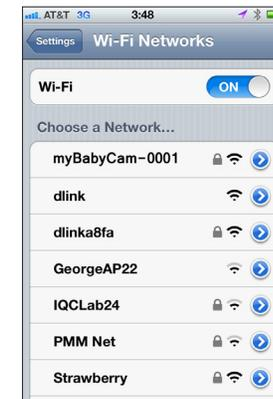 AT&T 3G 3:48
Settings Wi-Fi Networks
Wi-Fi ON
Choose a Network...
myBabyCam-0001
dlink
dlinka8fa
GeorgeAP22
IQCLab24
PMM Net
Strawberry